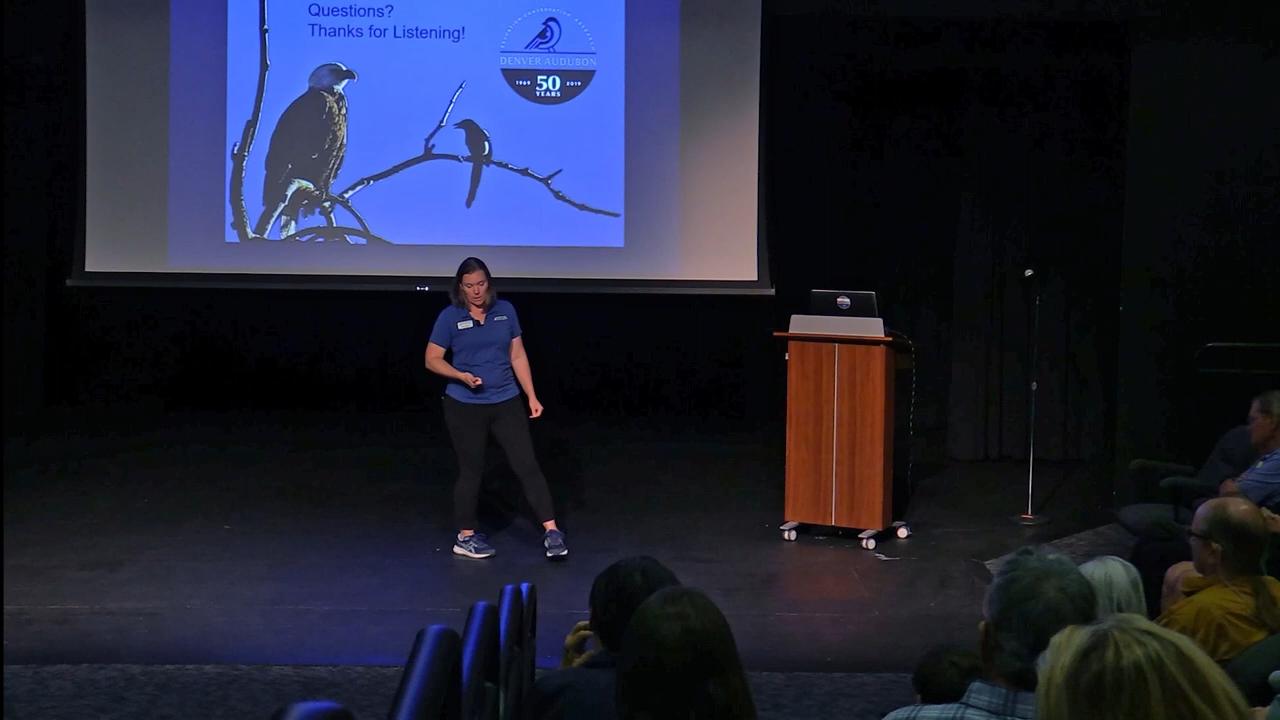 Questions?
Thanks for Listening!
DENVER AUDUBON
1969 50 2019
YEARS